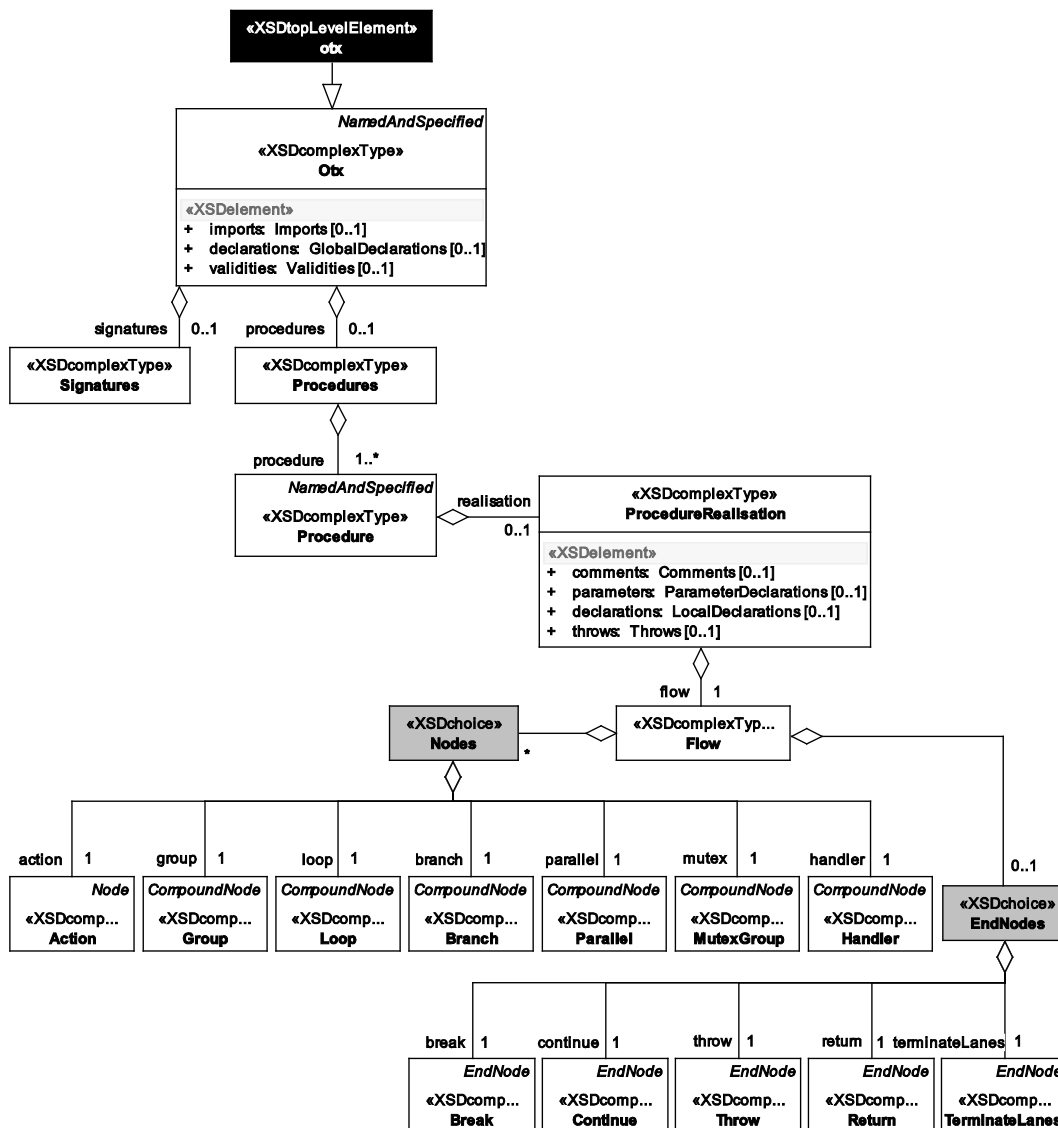 «XSDtopLevelElement»
otx
NamedAndSpecified
«XSDcomplexType»
Otx
«XSDelement»
+ imports: Imports [0..1]
+ declarations: GlobalDeclarations [0..1]
+ validities: Validities [0..1]
signatures 0..1 procedures 0..1
«XSDcomplexType» «XSDcomplexType»
Signatures Procedures
procedure 1..*
NamedAndSpecified
«XSDcomplexType»
Procedure
realisation
0..1
«XSDcomplexType»
ProcedureRealisation
«XSDelement»
+ comments: Comments [0..1]
+ parameters: ParameterDeclarations [0..1]
+ declarations: LocalDeclarations [0..1]
+ throws: Throws [0..1]
flow 1
«XSDchoice» «XSDcomplexTyp...
Nodes Flow
*
action 1 group 1 loop 1 branch 1 parallel 1 mutex 1 handler 1 0..1
Node CompoundNode CompoundNode CompoundNode CompoundNode CompoundNode CompoundNode
«XSDcomp... «XSDcomp... «XSDcomp... «XSDcomp... «XSDcomp... «XSDcomp... «XSDcomp...
Action Group Loop Branch Parallel MutexGroup Handler
«XSDchoice»
EndNodes
break 1 continue 1 throw 1 return 1 terminateLanes 1
EndNode EndNode EndNode EndNode EndNode
«XSDcomp... «XSDcomp... «XSDcomp... «XSDcomp... «XSDcomp...
Break Continue Throw Return TerminateLanes